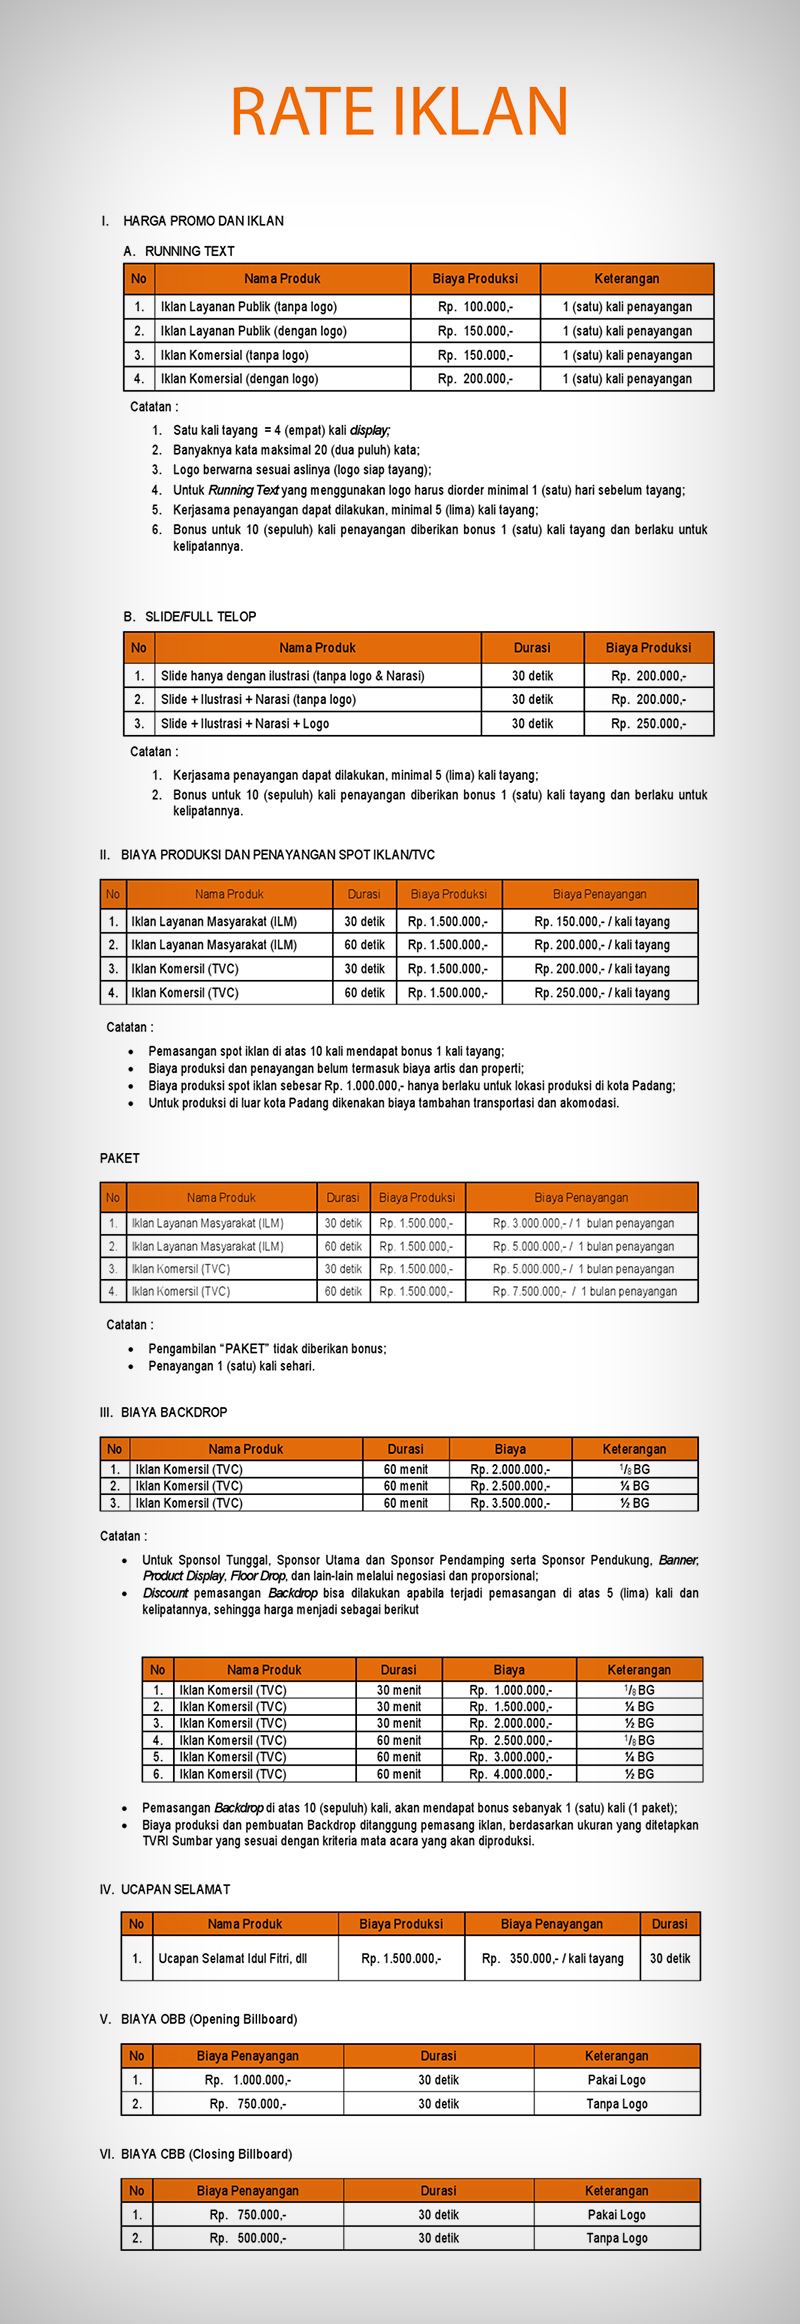 RATE IKLAN
I. HARGA PROMO DAN IKLAN
A. RUNNING TEXT
No Nama Produk Biaya Produksi Keterangan
1. Iklan Layanan Publik (tanpa logo) Rp. 100.000,- 1 (satu) kali penayangan
2. Iklan Layanan Publik (dengan logo) Rp. 150.000,- 1 (satu) kali penayangan
3. Iklan Komersial (tanpa logo) Rp. 150.000,- 1 (satu) kali penayangan
4. Iklan Komersial (dengan logo) Rp. 200.000,- 1 (satu) kali penayangan
Catatan :
1. Satu kali tayang = 4 (empat) kali display;
2. Banyaknya kata maksimal 20 (dua puluh) kata;
3. Logo berwarna sesuai aslinya (logo siap tayang);
4. Untuk Running Text yang menggunakan logo harus diorder minimal 1 (satu) hari sebelum tayang;
5. Kerjasama penayangan dapat dilakukan, minimal 5 (lima) kali tayang;
6. Bonus untuk 10 (sepuluh) kali penayangan diberikan bonus 1 (satu) kali tayang dan berlaku untuk
kelipatannya.
B. SLIDE/FULL TELOP
No Nama Produk Durasi Biaya Produksi
1. Slide hanya dengan ilustrasi (tanpa logo & Narasi) 30 detik Rp. 200.000,-
2. Slide + Ilustrasi + Narasi (tanpa logo) 30 detik Rp. 200.000,-
3. Slide + Ilustrasi + Narasi + Logo 30 detik Rp. 250.000,-
Catatan :
1. Kerjasama penayangan dapat dilakukan, minimal 5 (lima) kali tayang;
2. Bonus untuk 10 (sepuluh) kali penayangan diberikan bonus 1 (satu) kali tayang dan berlaku untuk
kelipatannya.
II. BIAYA PRODUKSI DAN PENAYANGAN SPOT IKLAN/TVC
No Nama Produk Durasi Biaya Produksi Biaya Penayangan
1. Iklan Layanan Masyarakat (ILM) 30 detik Rp. 1.500.000,- Rp. 150.000,- / kali tayang
2. Iklan Layanan Masyarakat (ILM) 60 detik Rp. 1.500.000,- Rp. 200.000,- / kali tayang
3. Iklan Komersil (TVC) 30 detik Rp. 1.500.000,- Rp. 200.000,- / kali tayang
4. Iklan Komersil (TVC) 60 detik Rp. 1.500.000,- Rp. 250.000,- / kali tayang
Catatan :
• Pemasangan spot iklan di atas 10 kali mendapat bonus 1 kali tayang;
• Biaya produksi dan penayangan belum termasuk biaya artis dan properti;
• Biaya produksi spot iklan sebesar Rp. 1.000.000,- hanya berlaku untuk lokasi produksi di kota Padang;
• Untuk produksi di luar kota Padang dikenakan biaya tambahan transportasi dan akomodasi.
PAKET
No Nama Produk Durasi Biaya Produksi Biaya Penayangan
1. Iklan Layanan Masyarakat (ILM) 30 detik Rp. 1.500.000,- Rp. 3.000.000,- / 1 bulan penayangan
2. Iklan Layanan Masyarakat (ILM) 60 detik Rp. 1.500.000,- Rp. 5.000.000,- / 1 bulan penayangan
3. Iklan Komersil (TVC) 30 detik Rp. 1.500.000,- Rp. 5.000.000,- / 1 bulan penayangan
4. Iklan Komersil (TVC) 60 detik Rp. 1.500.000,- Rp. 7.500.000,- / 1 bulan penayangan
Catatan :
• Pengambilan “PAKET” tidak diberikan bonus;
• Penayangan 1 (satu) kali sehari.
III. BIAYA BACKDROP
No Nama Produk Durasi Biaya Keterangan
1. Iklan Komersil (TVC) 60 menit Rp. 2.000.000,- 1/8 BG
2. Iklan Komersil (TVC) 60 menit Rp. 2.500.000,- ¼ BG
3. Iklan Komersil (TVC) 60 menit Rp. 3.500.000,- ½ BG
Catatan :
• Untuk Sponsol Tunggal, Sponsor Utama dan Sponsor Pendamping serta Sponsor Pendukung, Banner,
Product Display, Floor Drop, dan lain-lain melalui negosiasi dan proporsional;
• Discount pemasangan Backdrop bisa dilakukan apabila terjadi pemasangan di atas 5 (lima) kali dan
kelipatannya, sehingga harga menjadi sebagai berikut
No Nama Produk Durasi Biaya Keterangan
1. Iklan Komersil (TVC) 30 menit Rp. 1.000.000,- 1/8 BG
2. Iklan Komersil (TVC) 30 menit Rp. 1.500.000,- ¼ BG
3. Iklan Komersil (TVC) 30 menit Rp. 2.000.000,- ½ BG
4. Iklan Komersil (TVC) 60 menit Rp. 2.500.000,- 1/8 BG
5. Iklan Komersil (TVC) 60 menit Rp. 3.000.000,- ¼ BG
6. Iklan Komersil (TVC) 60 menit Rp. 4.000.000,- ½ BG
• Pemasangan Backdrop di atas 10 (sepuluh) kali, akan mendapat bonus sebanyak 1 (satu) kali (1 paket);
• Biaya produksi dan pembuatan Backdrop ditanggung pemasang iklan, berdasarkan ukuran yang ditetapkan
TVRI Sumbar yang sesuai dengan kriteria mata acara yang akan diproduksi.
IV. UCAPAN SELAMAT
No Nama Produk Biaya Produksi Biaya Penayangan Durasi
1. Ucapan Selamat Idul Fitri, dll Rp. 1.500.000,- Rp. 350.000,- / kali tayang 30 detik
V. BIAYA OBB (Opening Billboard)
No Biaya Penayangan Durasi Keterangan
1. Rp. 1.000.000,- 30 detik Pakai Logo
2. Rp. 750.000,- 30 detik Tanpa Logo
VI. BIAYA CBB (Closing Billboard)
No Biaya Penayangan Durasi Keterangan
1. Rp. 750.000,- 30 detik Pakai Logo
2. Rp. 500.000,- 30 detik Tanpa Logo